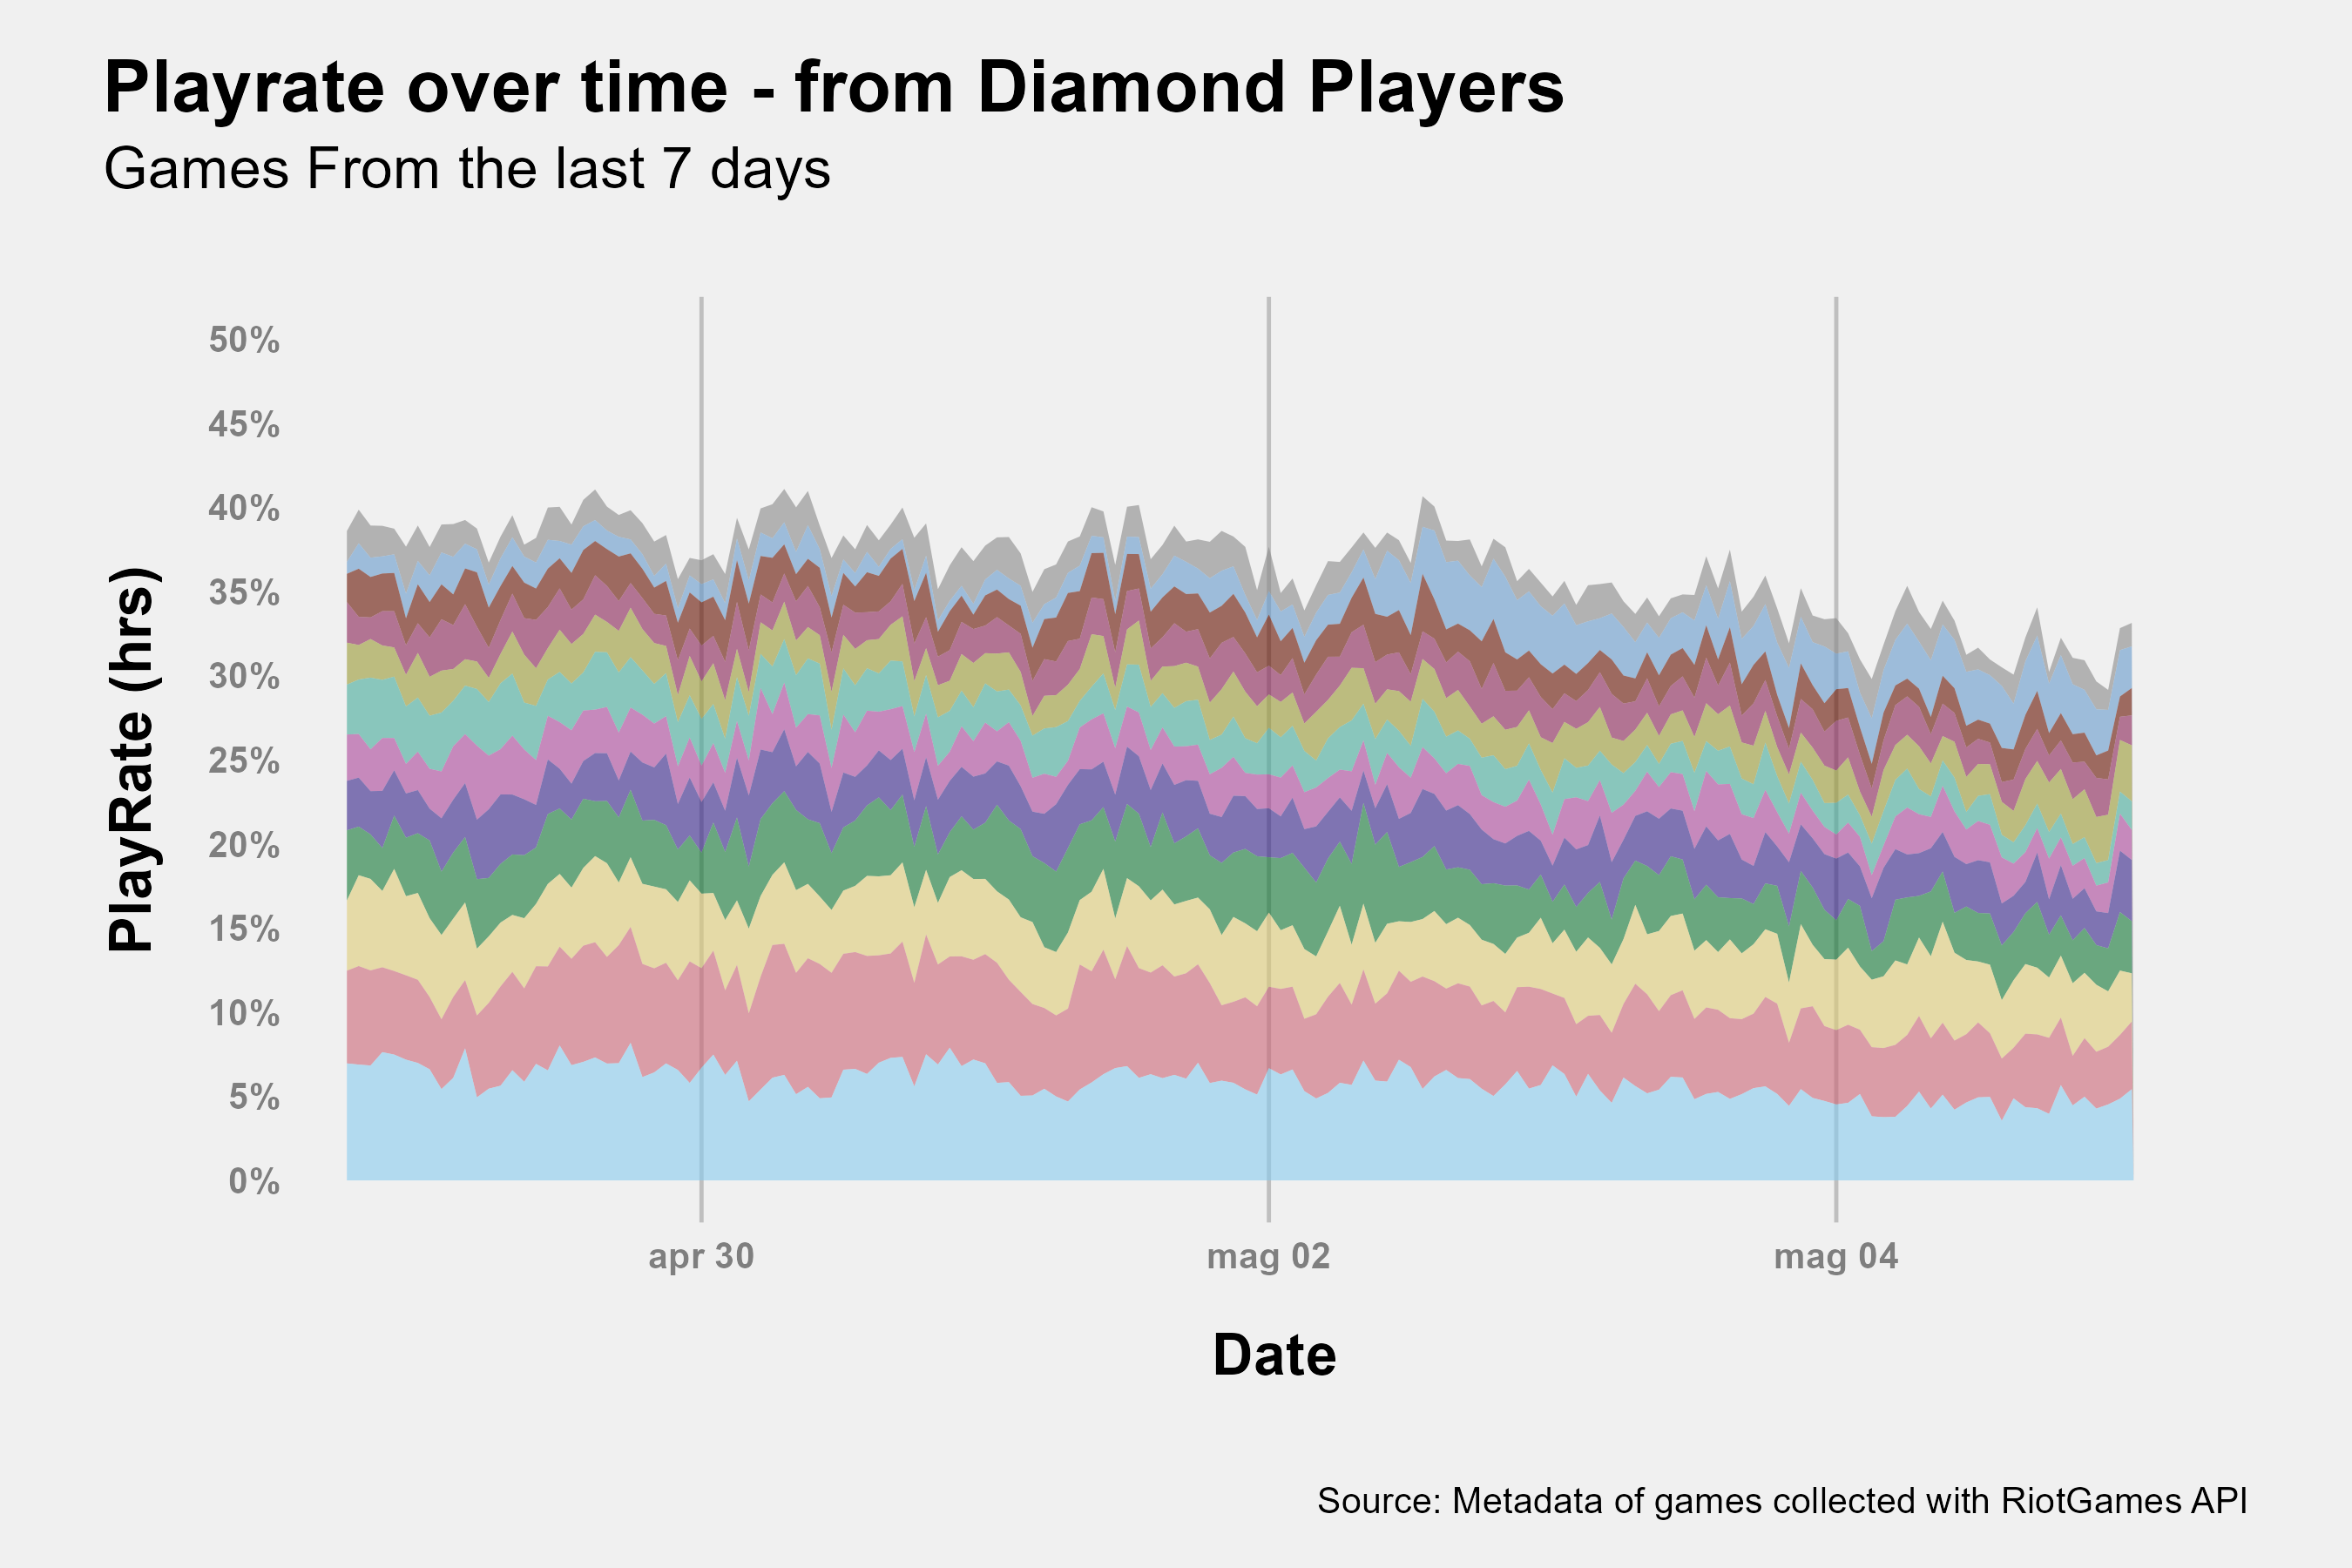 Playrate over time - from Diamond Players
Games From the last 7 days
50%
45%
40%
35%
30%
25%
20%
15%
10%
5%
0%
PlayRate (hrs)
apr 30
mag 02
mag 04
Date
Source: Metadata of games collected with RiotGames API